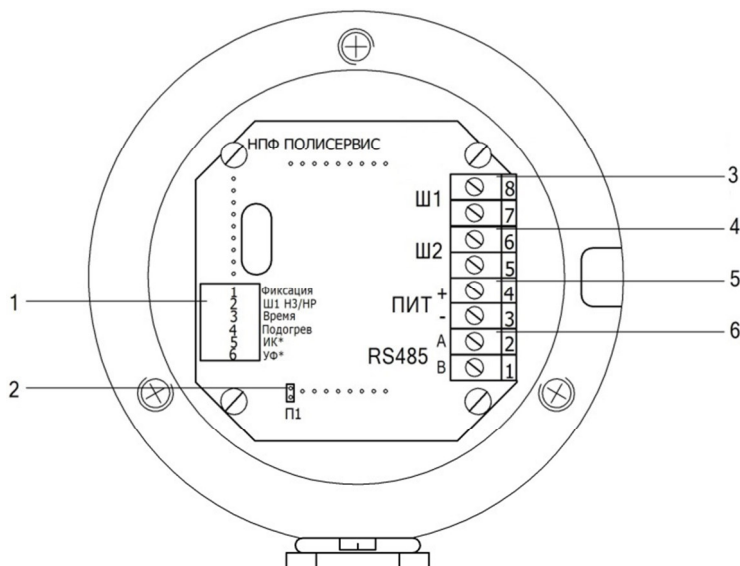 НПФ ПОЛИСЕРВИС
3
8
Ш1
7
4
6
Ш2
5
5
+
4
ПИТ
-
3
6
A
2
RS485
B
1
1
1 Фиксация
2 Ш1 НЗ/НР
3 Время
4 Подогрев
5 ИК*
6 УФ*
2
П1